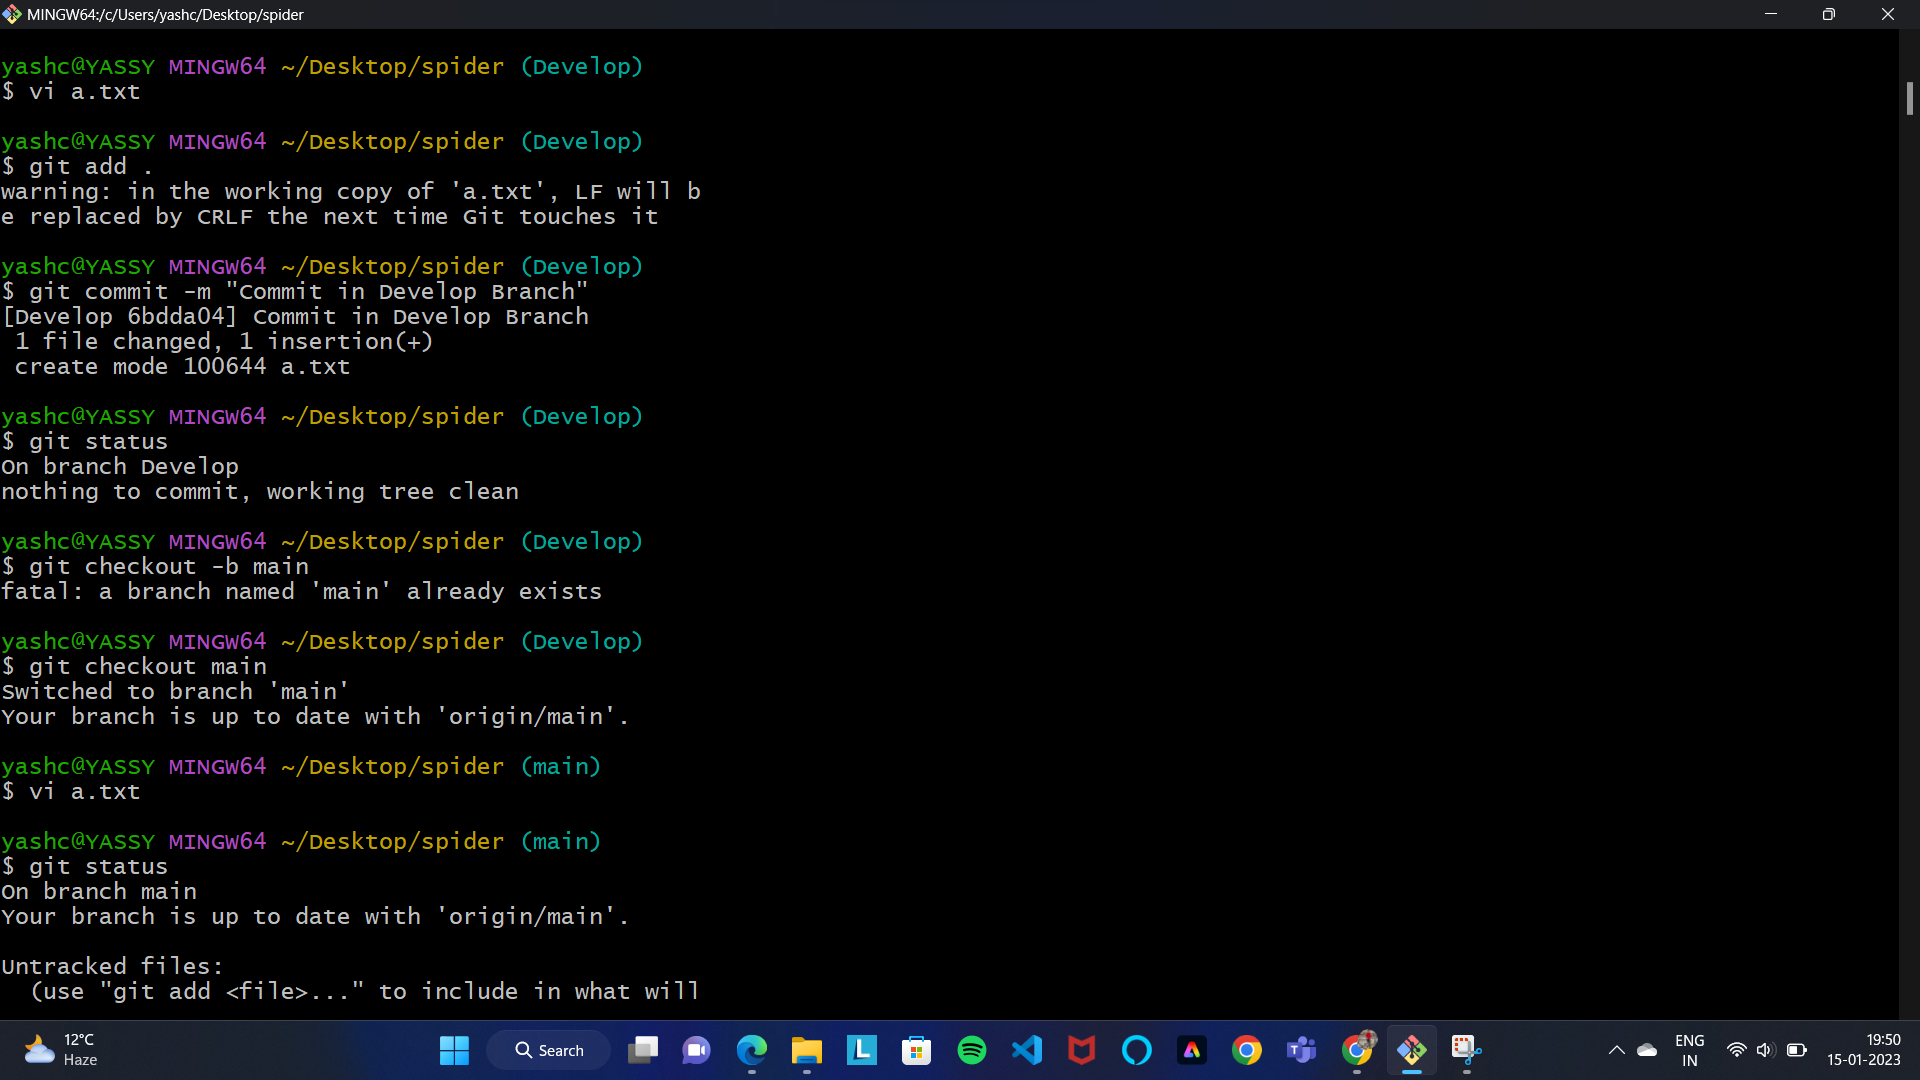 MINGW64:/c/Users/yashc/Desktop/spider
yashc@YASSY MINGW64 ~/Desktop/spider (Develop)
$ vi a.txt
yashc@YASSY MINGW64 ~/Desktop/spider (Develop)
$ git add .
warning: in the working copy of 'a.txt', LF will b
e replaced by CRLF the next time Git touches it
yashc@YASSY MINGW64 ~/Desktop/spider (Develop)
$ git commit -m "Commit in Develop Branch"
[Develop 6bdda04] Commit in Develop Branch
 1 file changed, 1 insertion(+)
 create mode 100644 a.txt
yashc@YASSY MINGW64 ~/Desktop/spider (Develop)
$ git status
On branch Develop
nothing to commit, working tree clean
yashc@YASSY MINGW64 ~/Desktop/spider (Develop)
$ git checkout -b main
fatal: a branch named 'main' already exists
yashc@YASSY MINGW64 ~/Desktop/spider (Develop)
$ git checkout main
Switched to branch 'main'
Your branch is up to date with 'origin/main'.
yashc@YASSY MINGW64 ~/Desktop/spider (main)
$ vi a.txt
yashc@YASSY MINGW64 ~/Desktop/spider (main)
$ git status
On branch main
Your branch is up to date with 'origin/main'.
Untracked files:
  (use "git add <file>..." to include in what will
12°C
Haze
Search
ENG
IN
19:50
15-01-2023